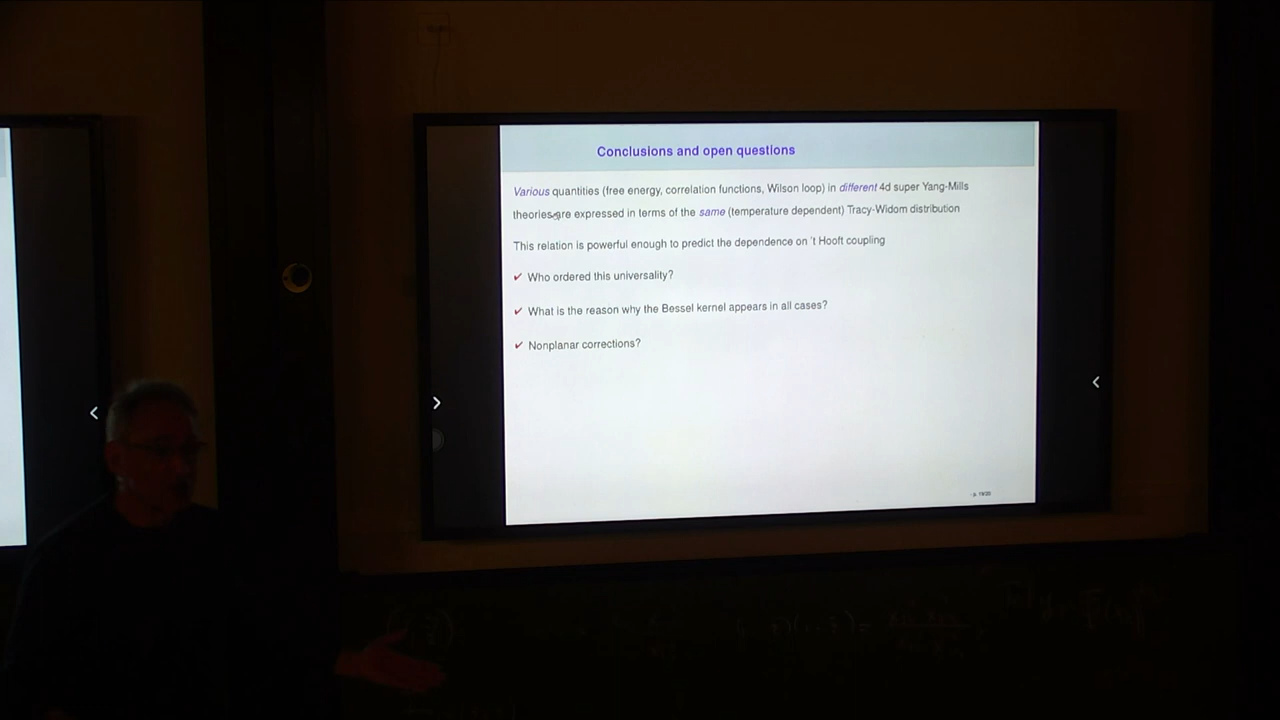 Conclusions and open questions
Various quantities (free energy, correlation functions, Wilson loop) in different 4d super Yang-Mills
theories are expressed in terms of the same (temperature dependent) Tracy-Widom distribution
This relation is powerful enough to predict the dependence on 't Hooft coupling
✔ Who ordered this universality?
✔ What is the reason why the Bessel kernel appears in all cases?
✔ Nonplanar corrections?
- p. 19/20